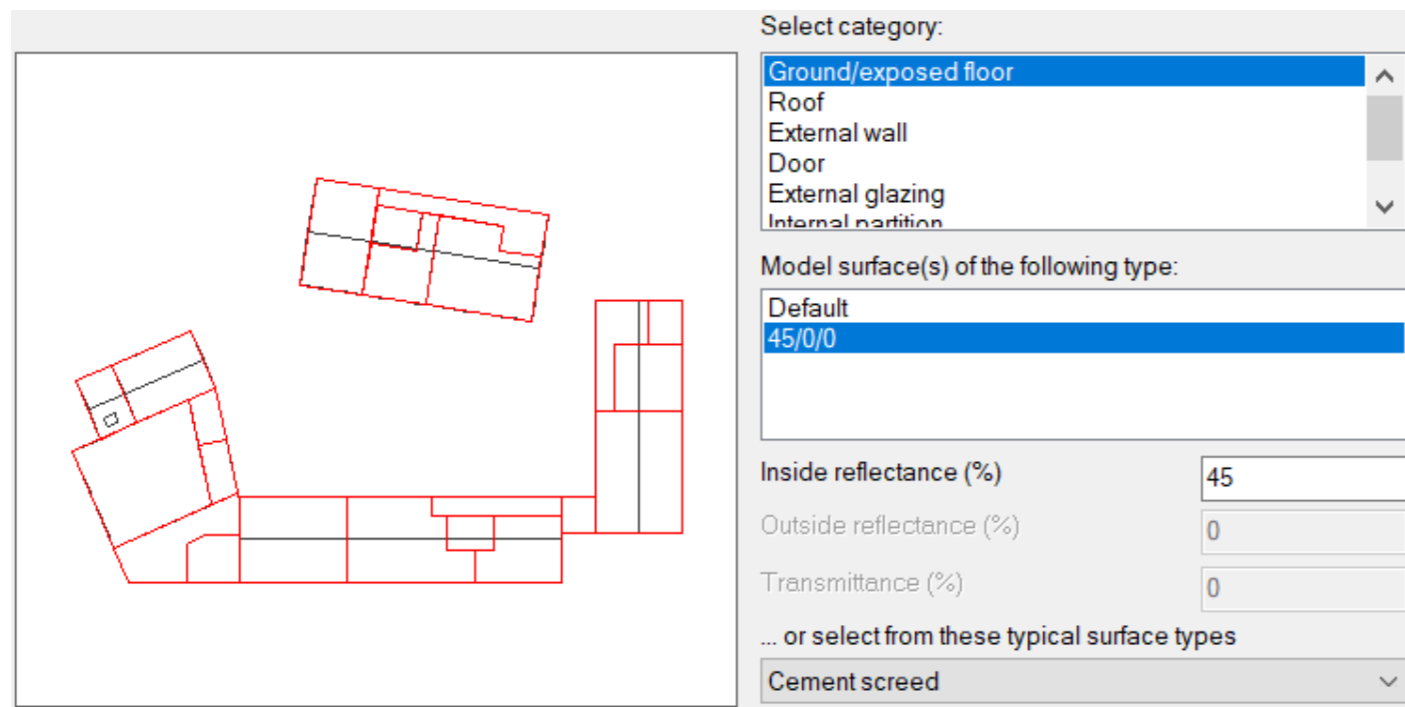 Select category:
Ground/exposed floor
Roof
External wall
Door
External glazing
Internal partition
Model surface(s) of the following type:
Default
45/0/0
Inside reflectance (%)
45
Outside reflectance (%)
0
Transmittance (%)
0
... or select from these typical surface types
Cement screed